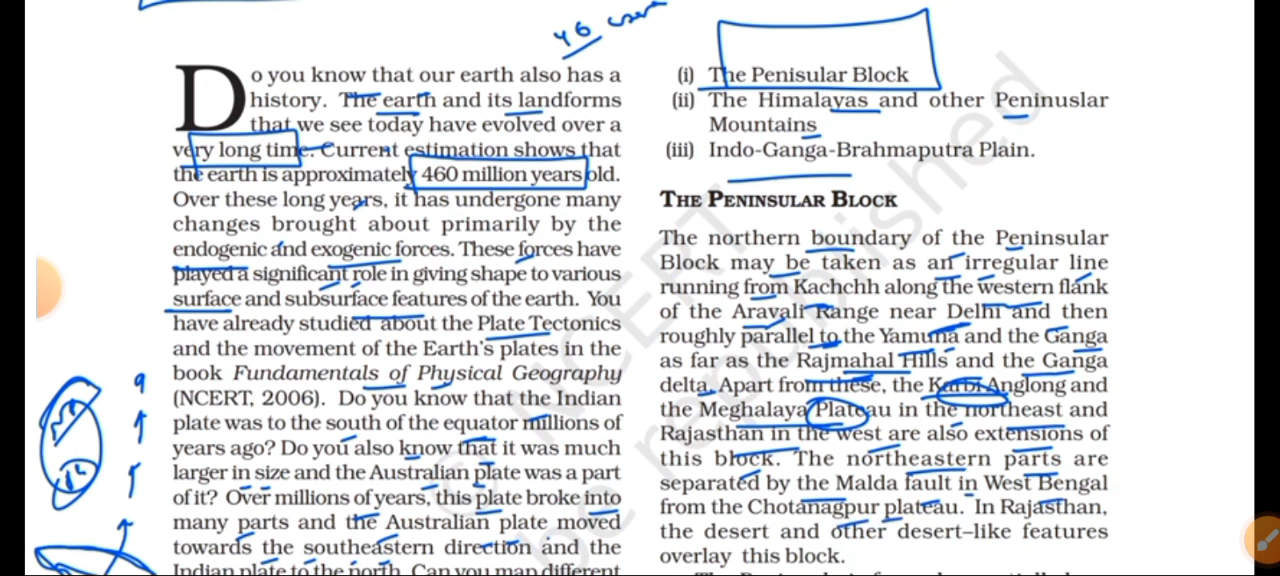 46
Do you know that our earth also has a
history. The earth and its landforms
that we see today have evolved over a
very long time. Current estimation shows that
the earth is approximately 460 million years old.
Over these long years, it has undergone many
changes brought about primarily by the
endogenic and exogenic forces. These forces have
played a significant role in giving shape to various
surface and subsurface features of the earth. You
have already studied about the Plate Tectonics
and the movement of the Earth's plates in the
book Fundamentals of Physical Geography
(NCERT, 2006). Do you know that the Indian
plate was to the south of the equator millions of
years ago? Do you also know that it was much
larger in size and the Australian plate was a part
of it? Over millions of years, this plate broke into
many parts and the Australian plate moved
towards the southeastern direction and the
Indian plate to the north. Can you map different
(i) The Penisular Block
(ii) The Himalayas and other Peninuslar
Mountains
(iii) Indo-Ganga-Brahmaputra Plain.
THE PENINSULAR BLOCK
The northern boundary of the Peninsular
Block may be taken as an irregular line
running from Kachchh along the western flank
of the Aravali Range near Delhi and then
roughly parallel to the Yamuna and the Ganga
as far as the Rajmahal Hills and the Ganga
delta. Apart from these, the Karbi Anglong and
the Meghalaya Plateau in the northeast and
Rajasthan in the west are also extensions of
this block. The northeastern parts are
separated by the Malda fault in West Bengal
from the Chotanagpur plateau. In Rajasthan,
the desert and other desert–like features
overlay this block.
© NCERT
be republished